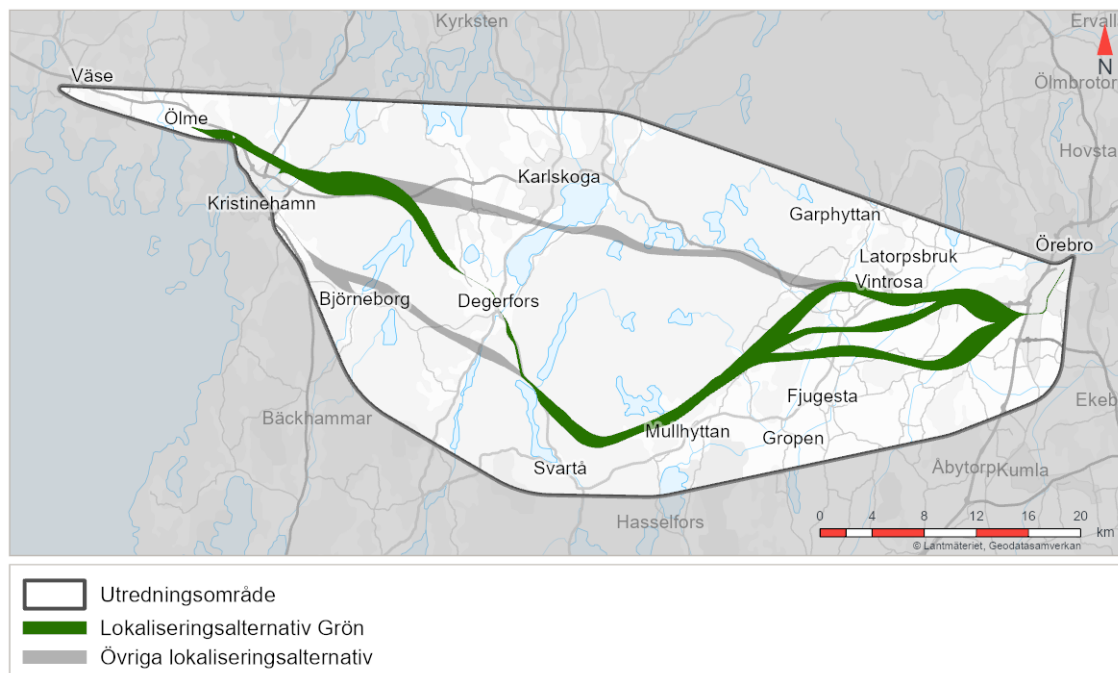 Kyrksten
Ervalla
N
Väse
Ölmbrotor
Ölme
Hovsta
Karlskoga
Kristinehamn
Garphyttan
Örebro
Latorpsbruk
Vintrosa
Björneborg
Degerfors
Fjugesta
Ekeb
Bäckhammar
Mullhyttan
Gropen
Svartå
Åbytorp
Kumla
Hasselfors
0 4 8 12 16 20
km
© Lantmäteriet, Geodatasamverkan
Utredningsområde
Lokaliseringsalternativ Grön
Övriga lokaliseringsalternativ